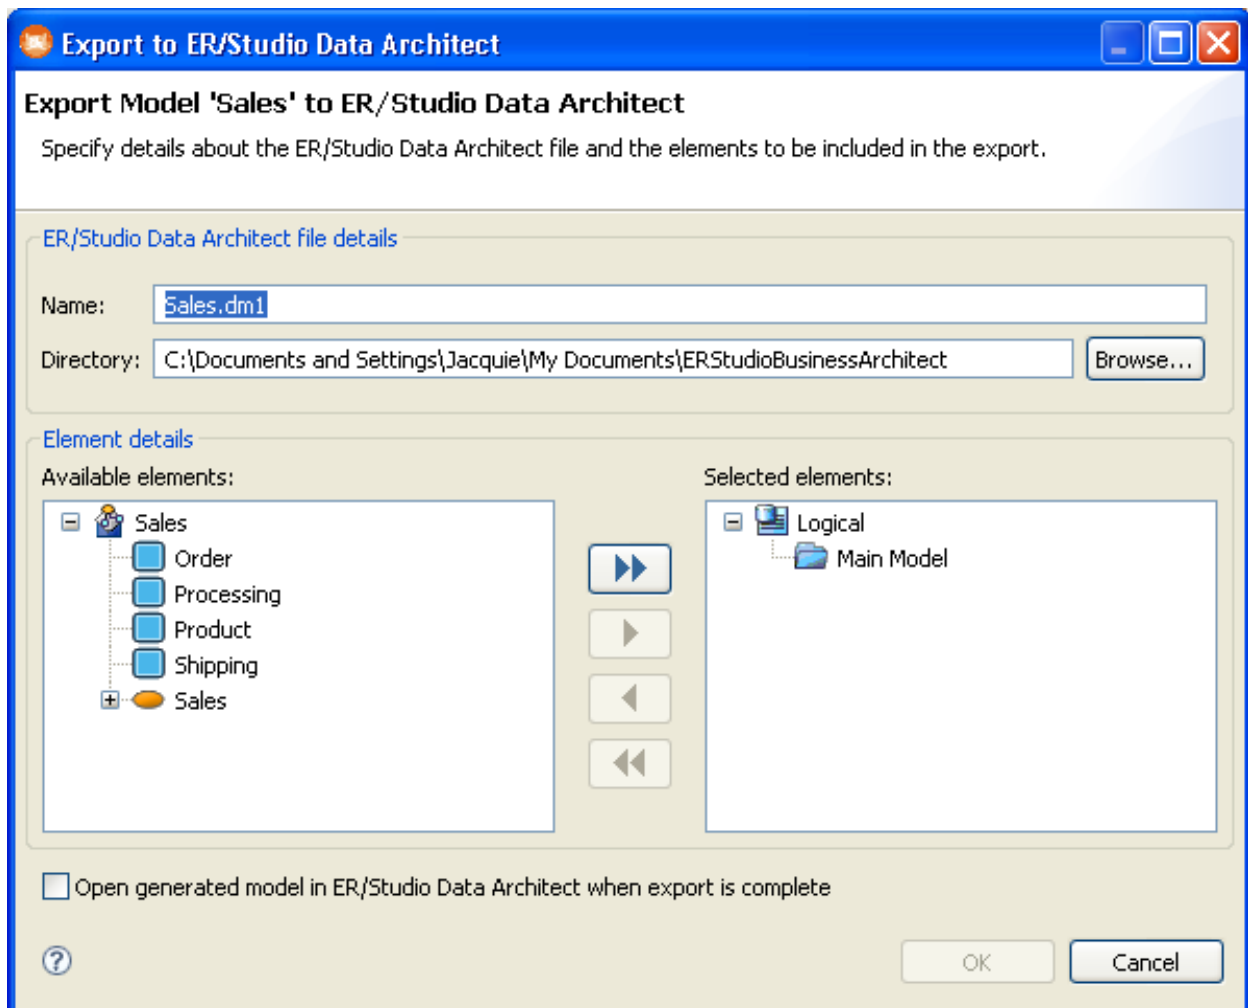 Export to ER/Studio Data Architect
Export Model 'Sales' to ER/Studio Data Architect
Specify details about the ER/Studio Data Architect file and the elements to be included in the export.
ER/Studio Data Architect file details
Name: Sales.dm1
Directory: C:\Documents and Settings\Jacquie\My Documents\ERStudioBusinessArchitect Browse...
Element details
Available elements:
Sales
Order
Processing
Product
Shipping
Sales
Selected elements:
Logical
Main Model
Open generated model in ER/Studio Data Architect when export is complete
OK Cancel